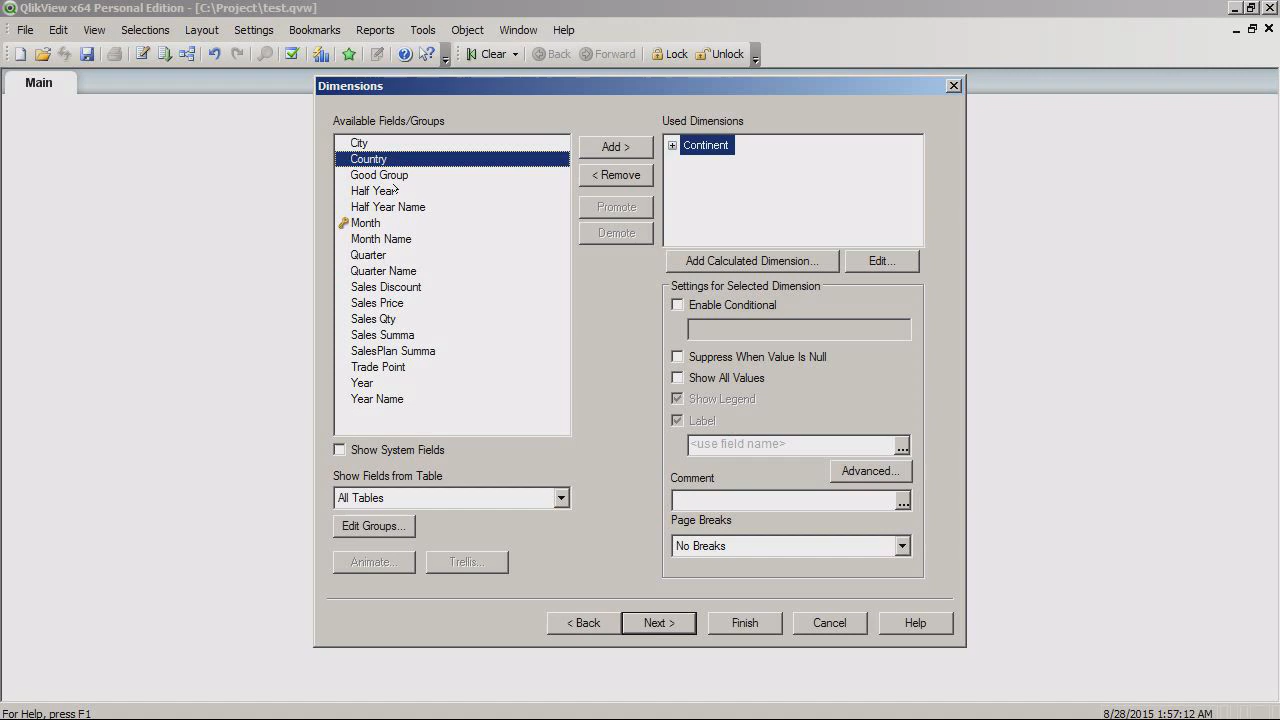 QlikView x64 Personal Edition - [C:\Project\test.qvw]
File Edit View Selections Layout Settings Bookmarks Reports Tools Object Window Help
Clear Back Forward Lock Unlock
Main
Dimensions
Available Fields/Groups
City
Country
Good Group
Half Year
Half Year Name
Month
Month Name
Quarter
Quarter Name
Sales Discount
Sales Price
Sales Qty
Sales Summa
SalesPlan Summa
Trade Point
Year
Year Name
Show System Fields
Show Fields from Table
All Tables
Edit Groups...
Animate... Trellis...
Add >
< Remove
Promote
Demote
Used Dimensions
Continent
Add Calculated Dimension... Edit...
Settings for Selected Dimension
Enable Conditional
Suppress When Value Is Null
Show All Values
Show Legend
Label
<use field name> ...
Advanced...
Comment
...
Page Breaks
No Breaks
< Back Next > Finish Cancel Help
For Help, press F1 8/28/2015 1:57:12 AM